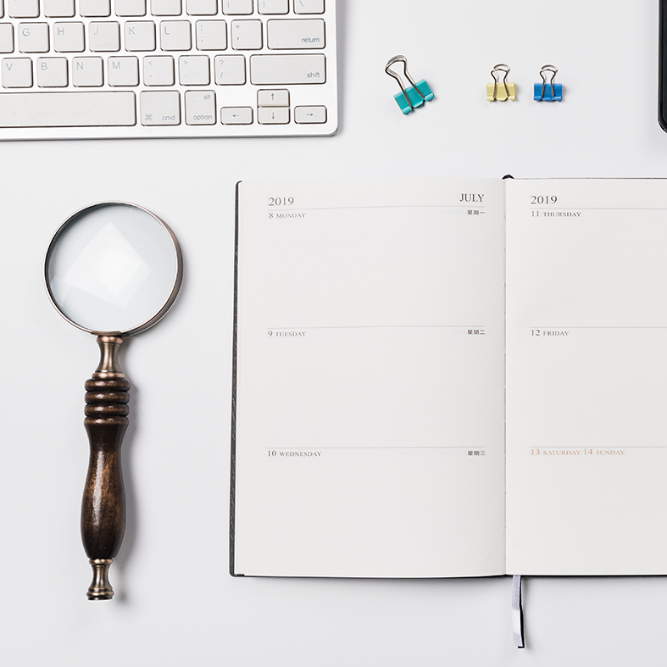 G H J K L : ; " ' return
V B N M < , > . ? / shift
⌘ cmd alt option
2019 JULY
8 MONDAY 星期一
9 TUESDAY 星期二
10 WEDNESDAY 星期三
2019
11 THURSDAY
12 FRIDAY
13 SATURDAY 14 SUNDAY